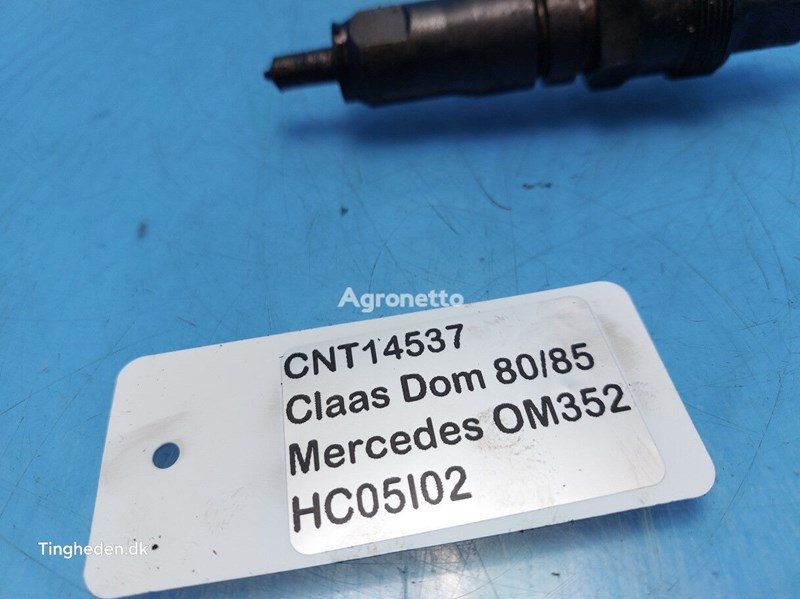 Agronetto
CNT14537
Claas Dom 80/85
Mercedes OM352
HC05I02
Tingheden.dk